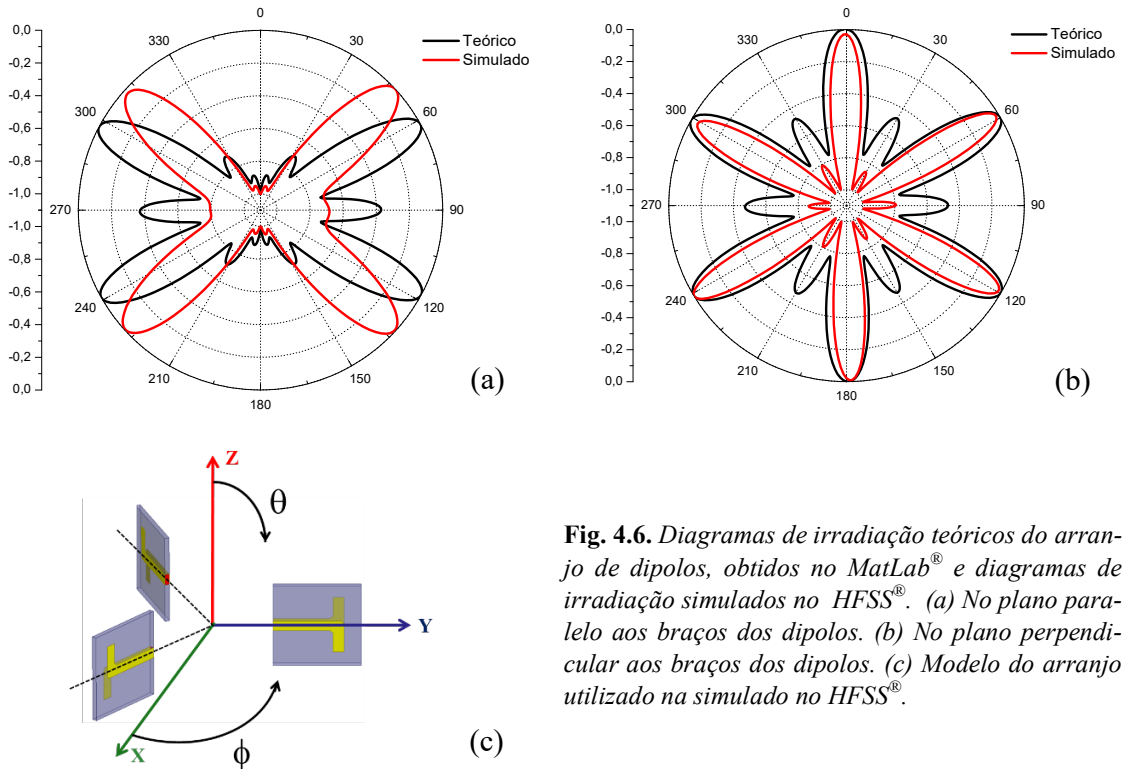 0
330
30
300
60
270
90
240
120
210
150
180
0,0
-0,2
-0,4
-0,6
-0,8
-1,0
-1,0
-0,8
-0,6
-0,4
-0,2
0,0
Teórico
Simulado
(a)
0
330
30
300
60
270
90
240
120
210
150
180
0,0
-0,2
-0,4
-0,6
-0,8
-1,0
-1,0
-0,8
-0,6
-0,4
-0,2
0,0
Teórico
Simulado
(b)
Z
θ
Y
X
ϕ
(c)
Fig. 4.6. Diagramas de irradiação teóricos do arran-
jo de dipolos, obtidos no MatLab® e diagramas de
irradiação simulados no HFSS®. (a) No plano para-
lelo aos braços dos dipolos. (b) No plano perpendi-
cular aos braços dos dipolos. (c) Modelo do arranjo
utilizado na simulado no HFSS®.